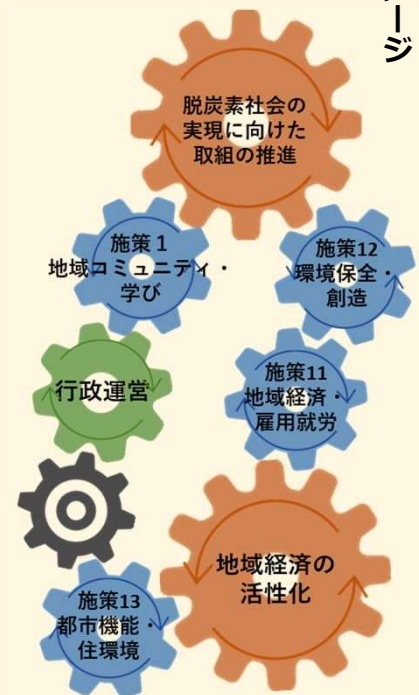 ージ
脱炭素社会の
実現に向けた
取組の推進
施策１
地域コミュニティ・
学び
施策12
環境保全・
創造
行政運営
施策11
地域経済・
雇用就労
地域経済の
活性化
施策13
都市機能・
住環境